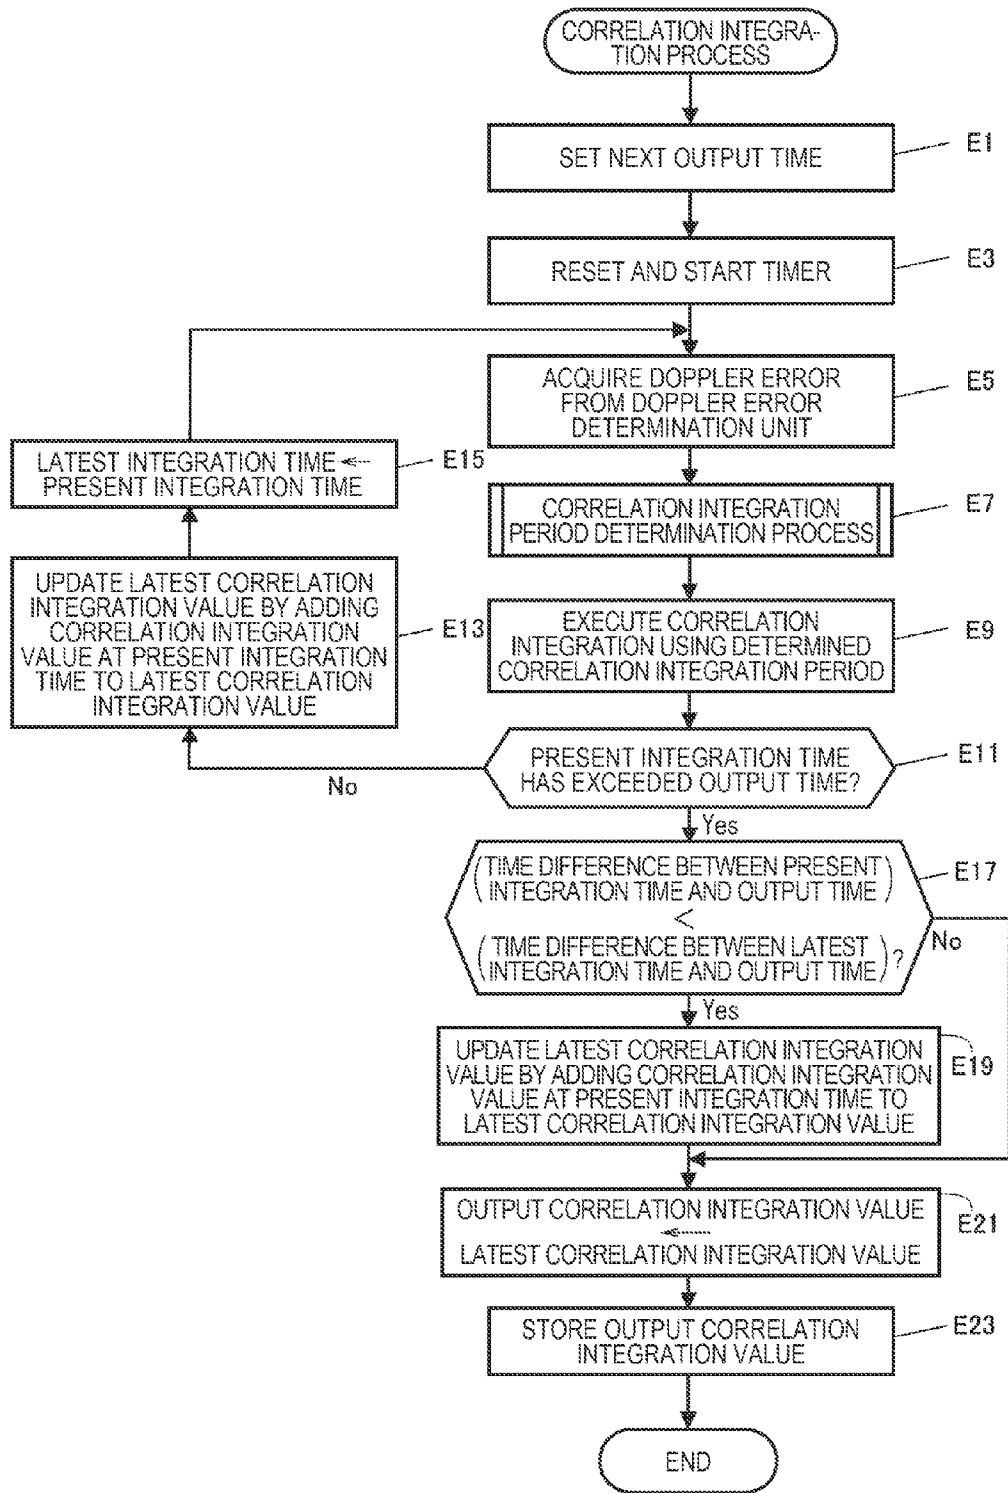 CORRELATION INTEGRA-
TION PROCESS
SET NEXT OUTPUT TIME
E1
RESET AND START TIMER
E3
ACQUIRE DOPPLER ERROR
FROM DOPPLER ERROR
DETERMINATION UNIT
E5
LATEST INTEGRATION TIME ←
PRESENT INTEGRATION TIME
E15
CORRELATION INTEGRATION
PERIOD DETERMINATION PROCESS
E7
UPDATE LATEST CORRELATION
INTEGRATION VALUE BY ADDING
CORRELATION INTEGRATION
VALUE AT PRESENT INTEGRATION
TIME TO LATEST CORRELATION
INTEGRATION VALUE
E13
EXECUTE CORRELATION
INTEGRATION USING DETERMINED
CORRELATION INTEGRATION PERIOD
E9
PRESENT INTEGRATION TIME
HAS EXCEEDED OUTPUT TIME?
E11
No
Yes
(TIME DIFFERENCE BETWEEN PRESENT
INTEGRATION TIME AND OUTPUT TIME)
<
(TIME DIFFERENCE BETWEEN LATEST
INTEGRATION TIME AND OUTPUT TIME)?
E17
No
Yes
UPDATE LATEST CORRELATION INTEGRATION
VALUE BY ADDING CORRELATION INTEGRATION
VALUE AT PRESENT INTEGRATION TIME TO
LATEST CORRELATION INTEGRATION VALUE
E19
OUTPUT CORRELATION INTEGRATION VALUE
←
LATEST CORRELATION INTEGRATION VALUE
E21
STORE OUTPUT CORRELATION
INTEGRATION VALUE
E23
END